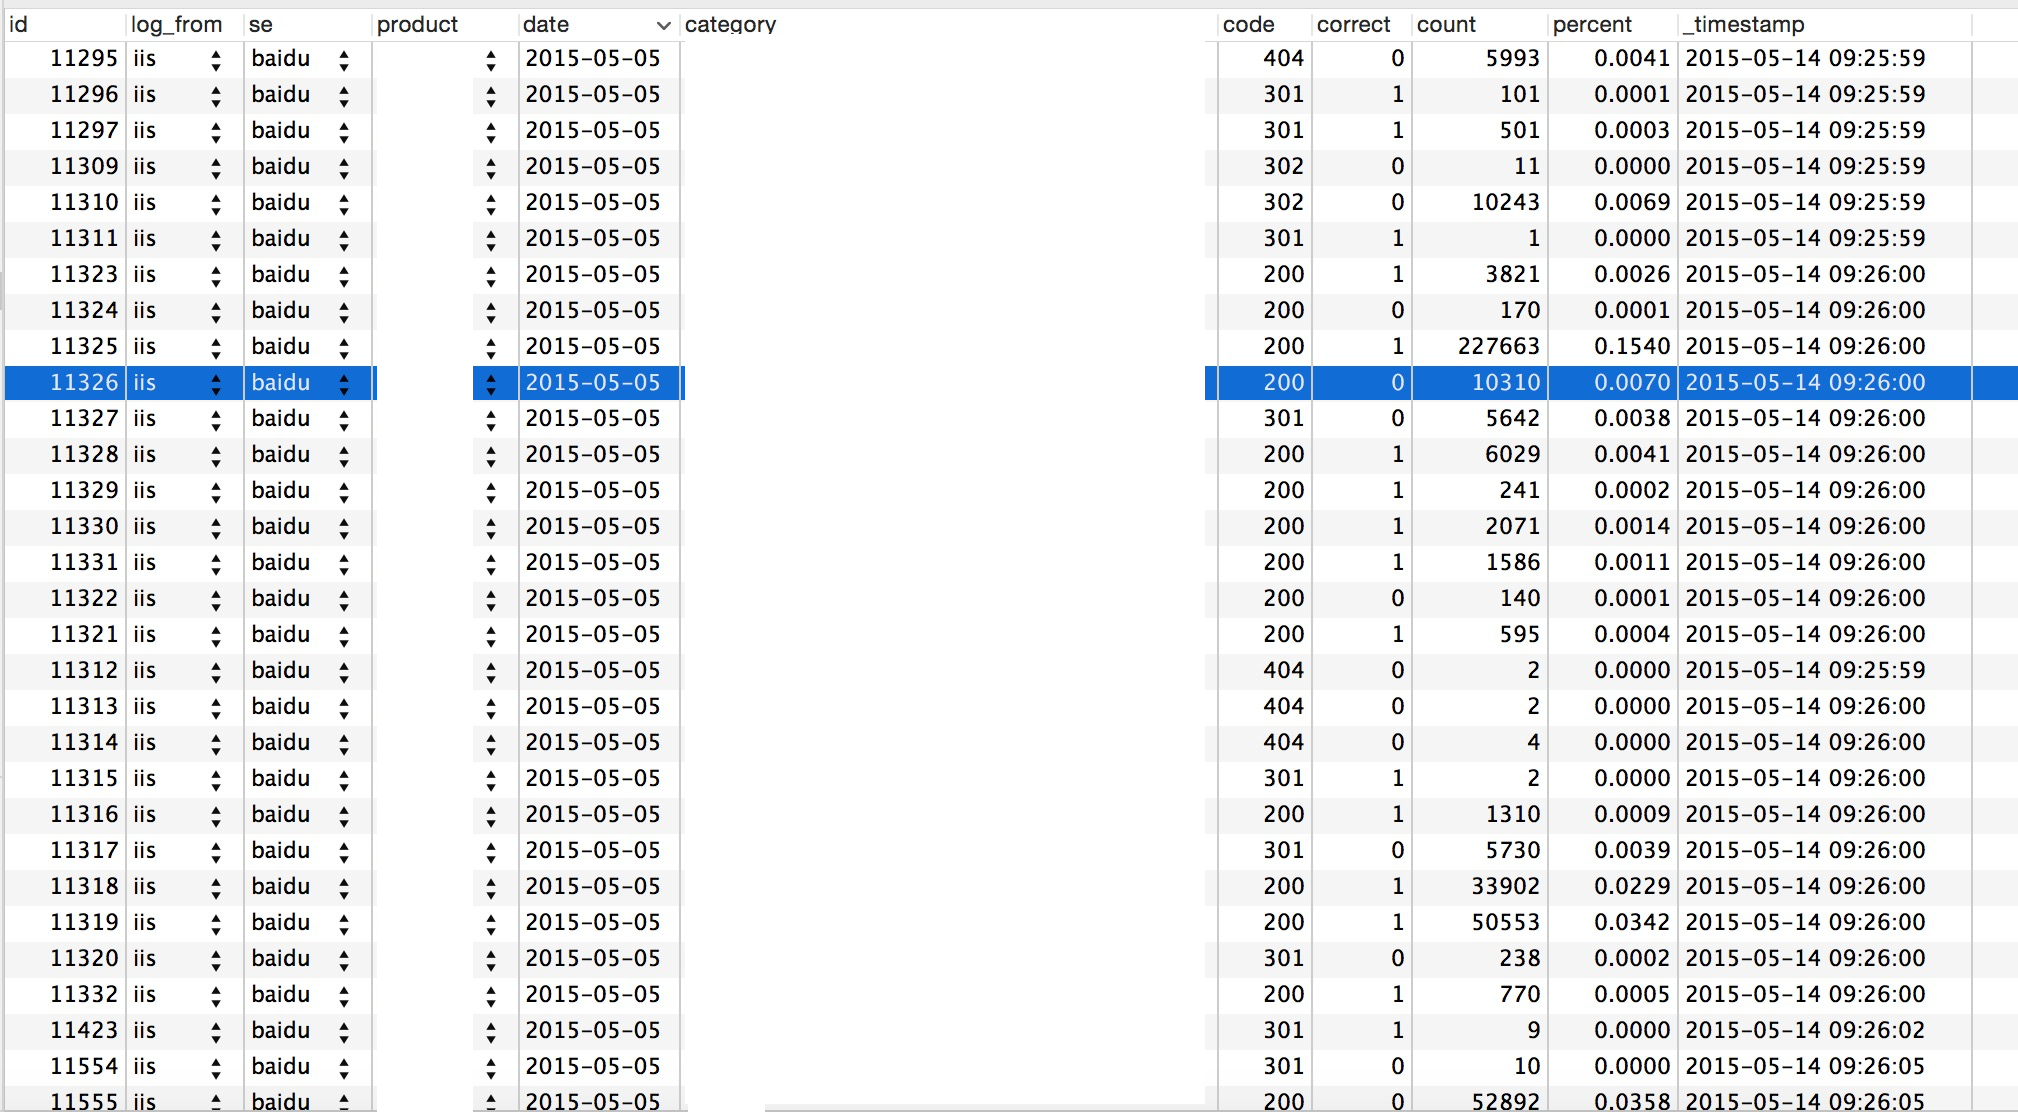 id log_from se product date category code correct count percent _timestamp
11295 iis baidu 2015-05-05 404 0 5993 0.0041 2015-05-14 09:25:59
11296 iis baidu 2015-05-05 301 1 101 0.0001 2015-05-14 09:25:59
11297 iis baidu 2015-05-05 301 1 501 0.0003 2015-05-14 09:25:59
11309 iis baidu 2015-05-05 302 0 11 0.0000 2015-05-14 09:25:59
11310 iis baidu 2015-05-05 302 0 10243 0.0069 2015-05-14 09:25:59
11311 iis baidu 2015-05-05 301 1 1 0.0000 2015-05-14 09:25:59
11323 iis baidu 2015-05-05 200 1 3821 0.0026 2015-05-14 09:26:00
11324 iis baidu 2015-05-05 200 0 170 0.0001 2015-05-14 09:26:00
11325 iis baidu 2015-05-05 200 1 227663 0.1540 2015-05-14 09:26:00
11326 iis baidu 2015-05-05 200 0 10310 0.0070 2015-05-14 09:26:00
11327 iis baidu 2015-05-05 301 0 5642 0.0038 2015-05-14 09:26:00
11328 iis baidu 2015-05-05 200 1 6029 0.0041 2015-05-14 09:26:00
11329 iis baidu 2015-05-05 200 1 241 0.0002 2015-05-14 09:26:00
11330 iis baidu 2015-05-05 200 1 2071 0.0014 2015-05-14 09:26:00
11331 iis baidu 2015-05-05 200 1 1586 0.0011 2015-05-14 09:26:00
11322 iis baidu 2015-05-05 200 0 140 0.0001 2015-05-14 09:26:00
11321 iis baidu 2015-05-05 200 1 595 0.0004 2015-05-14 09:26:00
11312 iis baidu 2015-05-05 404 0 2 0.0000 2015-05-14 09:25:59
11313 iis baidu 2015-05-05 404 0 2 0.0000 2015-05-14 09:26:00
11314 iis baidu 2015-05-05 404 0 4 0.0000 2015-05-14 09:26:00
11315 iis baidu 2015-05-05 301 1 2 0.0000 2015-05-14 09:26:00
11316 iis baidu 2015-05-05 200 1 1310 0.0009 2015-05-14 09:26:00
11317 iis baidu 2015-05-05 301 0 5730 0.0039 2015-05-14 09:26:00
11318 iis baidu 2015-05-05 200 1 33902 0.0229 2015-05-14 09:26:00
11319 iis baidu 2015-05-05 200 1 50553 0.0342 2015-05-14 09:26:00
11320 iis baidu 2015-05-05 301 0 238 0.0002 2015-05-14 09:26:00
11332 iis baidu 2015-05-05 200 1 770 0.0005 2015-05-14 09:26:00
11423 iis baidu 2015-05-05 301 1 9 0.0000 2015-05-14 09:26:02
11554 iis baidu 2015-05-05 301 0 10 0.0000 2015-05-14 09:26:05
11555 iis baidu 2015-05-05 200 0 52892 0.0358 2015-05-14 09:26:05